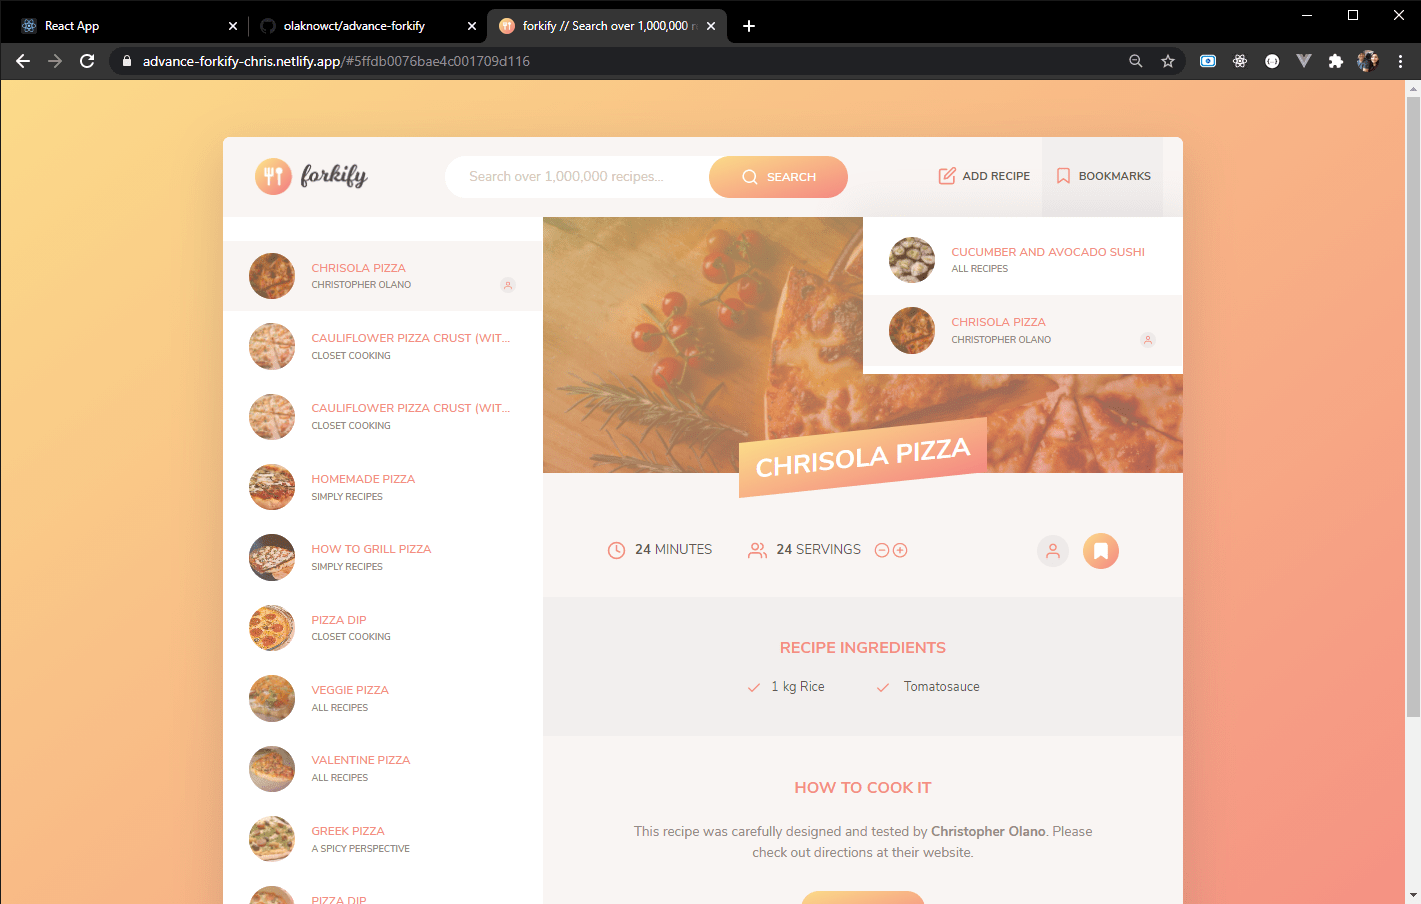 React App
olaknowct/advance-forkify
forkify // Search over 1,000,000 r
advance-forkify-chris.netlify.app/#5ffdb0076bae4c001709d116
forkify
Search over 1,000,000 recipes...
SEARCH
ADD RECIPE
BOOKMARKS
CHRISOLA PIZZA
CHRISTOPHER OLANO
CAULIFLOWER PIZZA CRUST (WIT...
CLOSET COOKING
CAULIFLOWER PIZZA CRUST (WIT...
CLOSET COOKING
HOMEMADE PIZZA
SIMPLY RECIPES
HOW TO GRILL PIZZA
SIMPLY RECIPES
PIZZA DIP
CLOSET COOKING
VEGGIE PIZZA
ALL RECIPES
VALENTINE PIZZA
ALL RECIPES
GREEK PIZZA
A SPICY PERSPECTIVE
PIZZA DIP
CUCUMBER AND AVOCADO SUSHI
ALL RECIPES
CHRISOLA PIZZA
CHRISTOPHER OLANO
CHRISOLA PIZZA
24 MINUTES
24 SERVINGS
RECIPE INGREDIENTS
1 kg Rice
Tomatosauce
HOW TO COOK IT
This recipe was carefully designed and tested by Christopher Olano. Please
check out directions at their website.